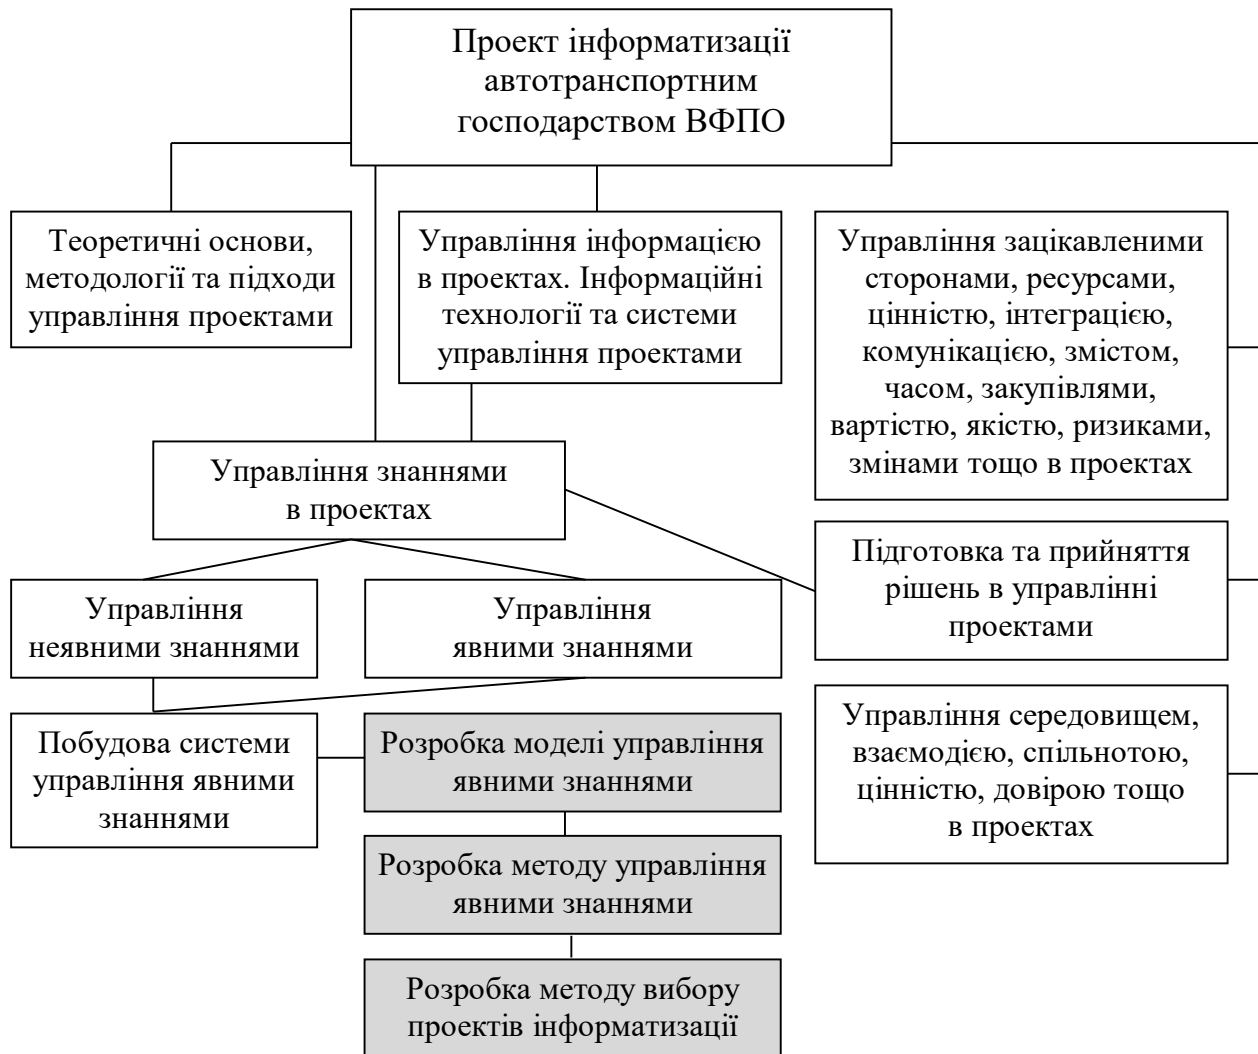 Проект інформатизації
автотранспортним
господарством ВФПО
Теоретичні основи,
методології та підходи
управління проектами
Управління інформацією
в проектах. Інформаційні
технології та системи
управління проектами
Управління зацікавленими
сторонами, ресурсами,
цінністю, інтеграцією,
комунікацією, змістом,
часом, закупівлями,
вартістю, якістю, ризиками,
змінами тощо в проектах
Управління знаннями
в проектах
Підготовка та прийняття
рішень в управлінні
проектами
Управління
неявними знаннями
Управління
явними знаннями
Побудова системи
управління явними
знаннями
Розробка моделі управління
явними знаннями
Управління середовищем,
взаємодією, спільнотою,
цінністю, довірою тощо
в проектах
Розробка методу управління
явними знаннями
Розробка методу вибору
проектів інформатизації